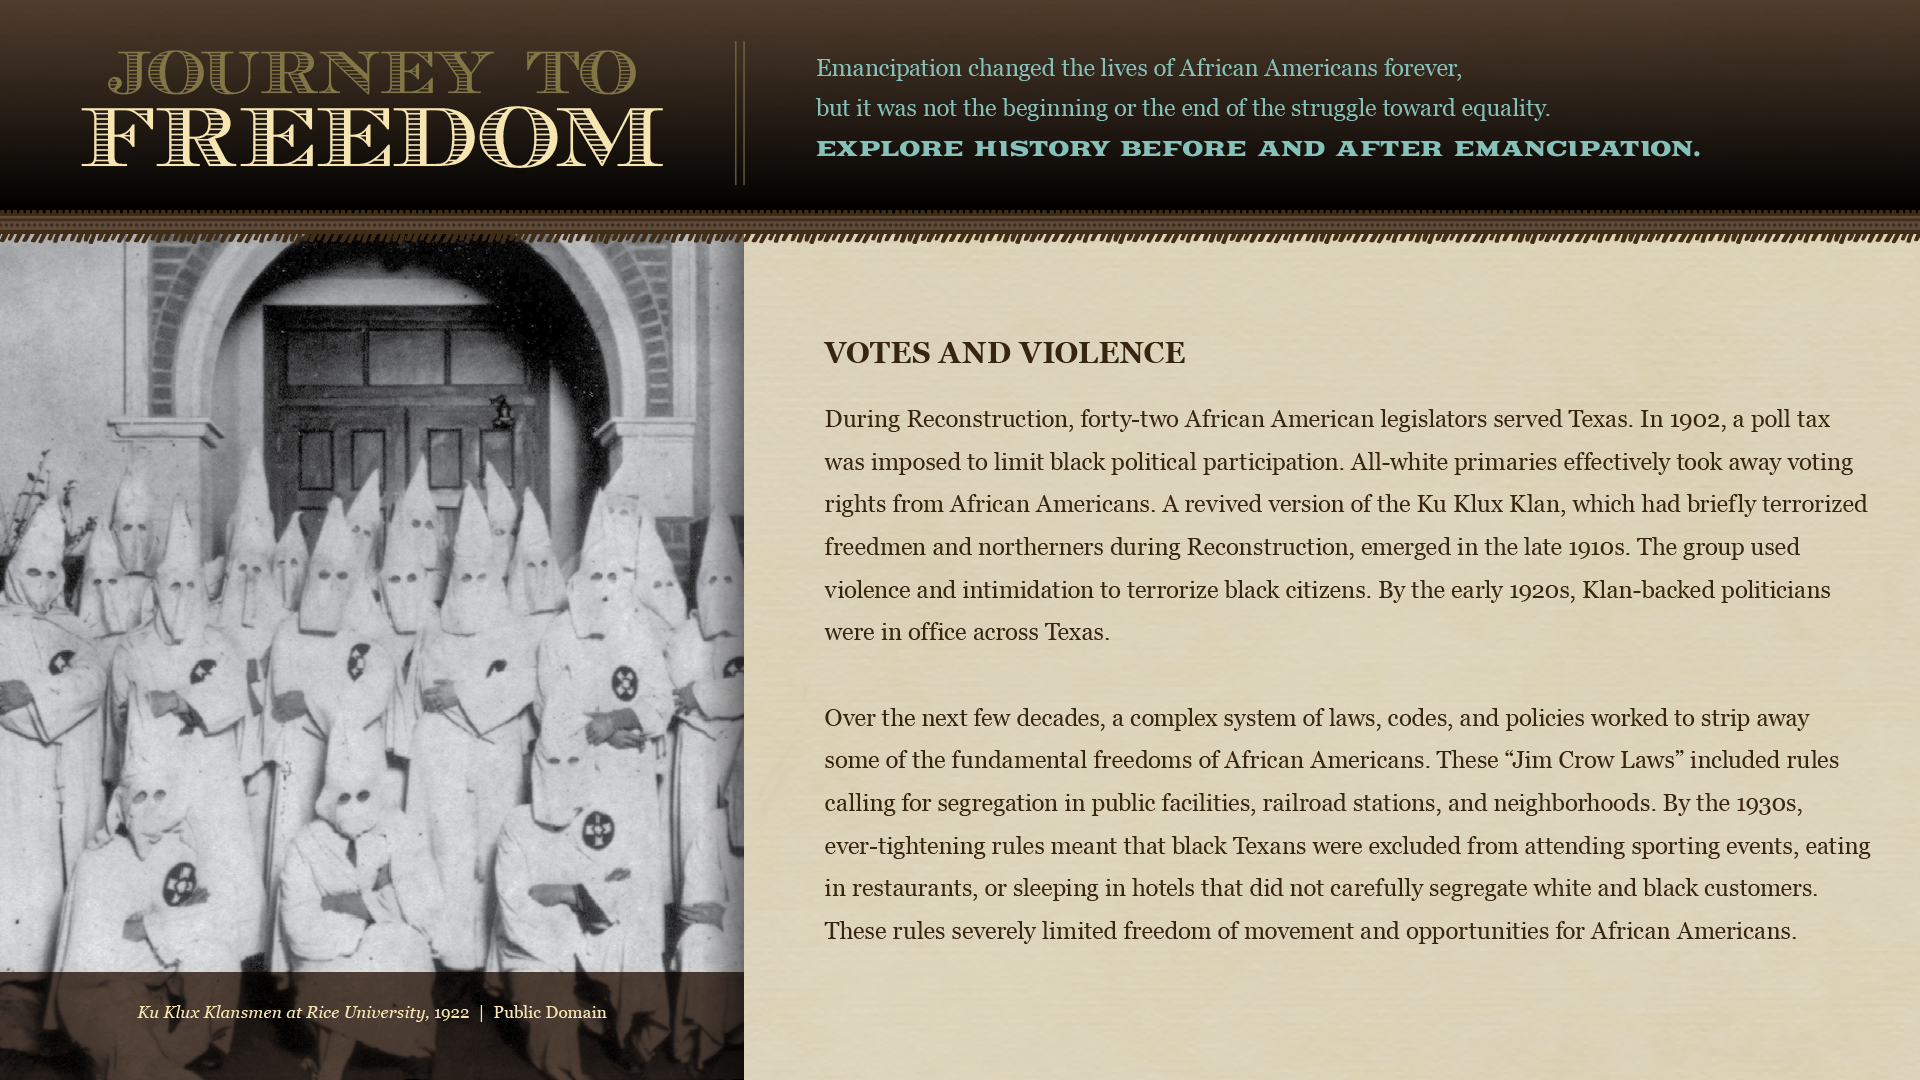 JOURNEY TO
FREEDOM
Emancipation changed the lives of African Americans forever,
but it was not the beginning or the end of the struggle toward equality.
EXPLORE HISTORY BEFORE AND AFTER EMANCIPATION.
VOTES AND VIOLENCE
During Reconstruction, forty-two African American legislators served Texas. In 1902, a poll tax
was imposed to limit black political participation. All-white primaries effectively took away voting
rights from African Americans. A revived version of the Ku Klux Klan, which had briefly terrorized
freedmen and northerners during Reconstruction, emerged in the late 1910s. The group used
violence and intimidation to terrorize black citizens. By the early 1920s, Klan-backed politicians
were in office across Texas.
Over the next few decades, a complex system of laws, codes, and policies worked to strip away
some of the fundamental freedoms of African Americans. These “Jim Crow Laws” included rules
calling for segregation in public facilities, railroad stations, and neighborhoods. By the 1930s,
ever-tightening rules meant that black Texans were excluded from attending sporting events, eating
in restaurants, or sleeping in hotels that did not carefully segregate white and black customers.
These rules severely limited freedom of movement and opportunities for African Americans.
Ku Klux Klansmen at Rice University, 1922 | Public Domain